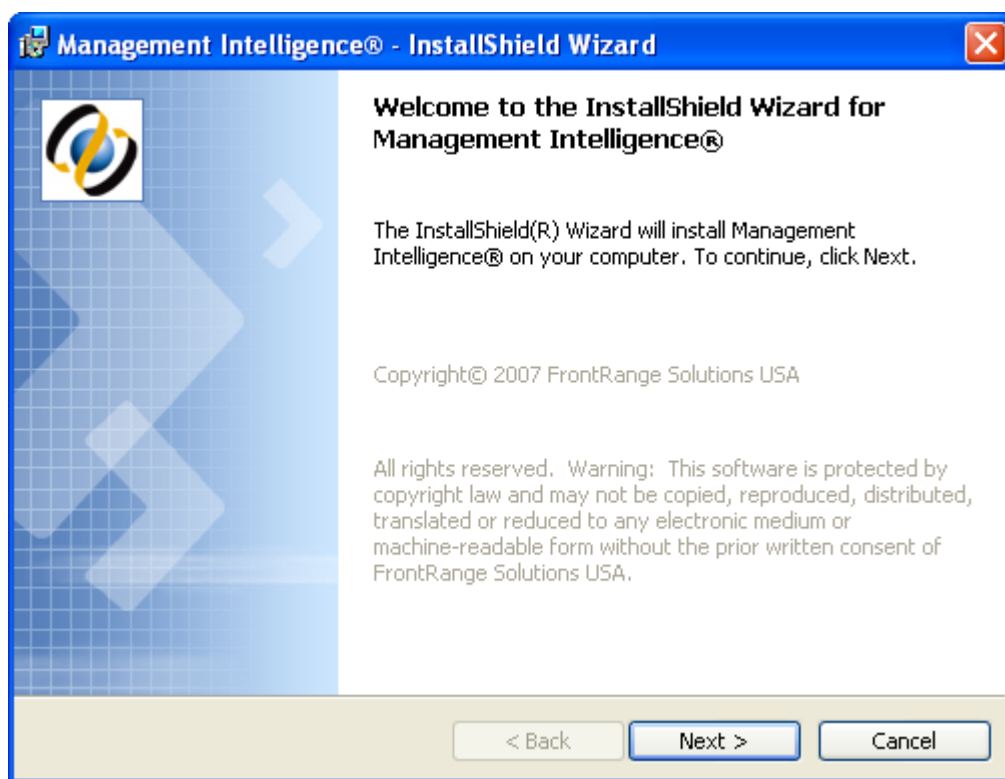 Management Intelligence® - InstallShield Wizard
Welcome to the InstallShield Wizard for
Management Intelligence®
The InstallShield(R) Wizard will install Management
Intelligence® on your computer. To continue, click Next.
Copyright© 2007 FrontRange Solutions USA
All rights reserved.  Warning:  This software is protected by
copyright law and may not be copied, reproduced, distributed,
translated or reduced to any electronic medium or
machine-readable form without the prior written consent of
FrontRange Solutions USA.
< Back Next > Cancel